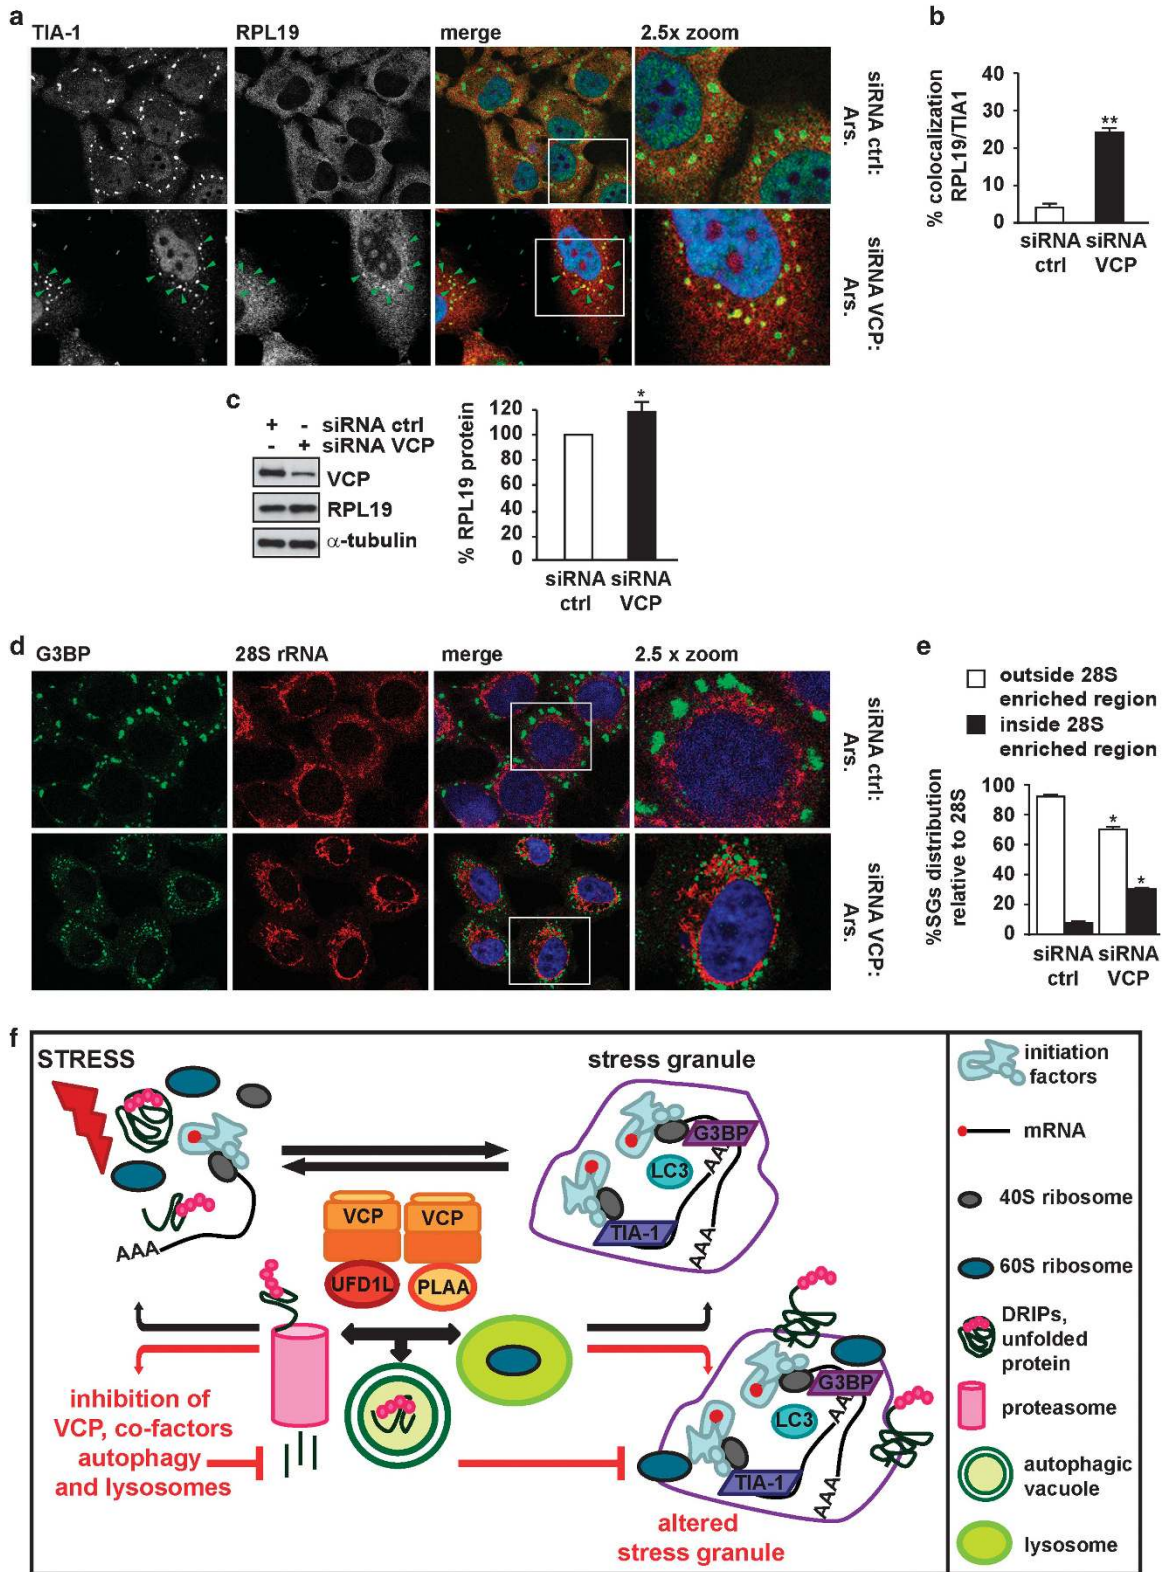 a
TIA-1
RPL19
merge
2.5x zoom
siRNA ctrl:
Ars.
siRNA VCP:
Ars.
b
% colocalization
RPL19/TIA1
40
30
20
10
0
**
siRNA
ctrl
siRNA
VCP
c
+ - siRNA ctrl
- + siRNA VCP
VCP
RPL19
α-tubulin
% RPL19 protein
120
100
80
60
40
20
0
*
siRNA
ctrl
siRNA
VCP
d
G3BP
28S rRNA
merge
2.5 x zoom
siRNA ctrl:
Ars.
siRNA VCP:
Ars.
e
outside 28S
enriched region
inside 28S
enriched region
%SGs distribution
relative to 28S
100
80
60
40
20
0
*
*
siRNA
ctrl
siRNA
VCP
f
STRESS
AAA
stress granule
G3BP
AAA
LC3
TIA-1
AAA
VCP
VCP
UFD1L
PLAA
inhibition of
VCP, co-factors
autophagy
and lysosomes
G3BP
AAA
LC3
TIA-1
AAA
altered
stress granule
initiation
factors
mRNA
40S ribosome
60S ribosome
DRIPs,
unfolded
protein
proteasome
autophagic
vacuole
lysosome